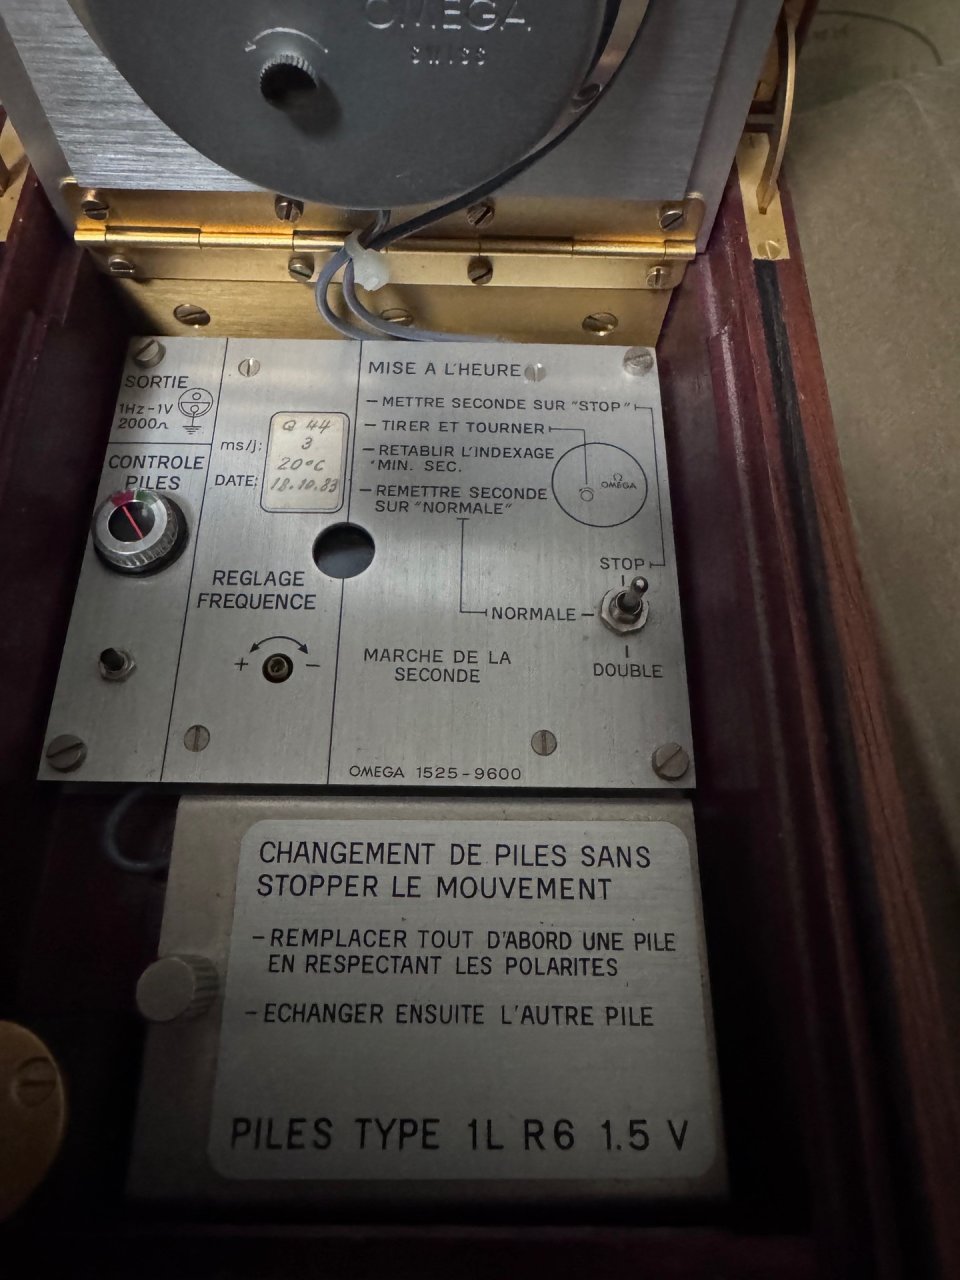 OMEGA
SWISS
SORTIE
1Hz-1V
2000Ω
CONTROLE
PILES
ms/j:
Q 44
3
20°C
DATE: 18.10.83
REGLAGE
FREQUENCE
+ −
MISE A L'HEURE
- METTRE SECONDE SUR "STOP"
- TIRER ET TOURNER
- RETABLIR L'INDEXAGE
MIN. SEC.
- REMETTRE SECONDE
SUR "NORMALE"
Ω
OMEGA
STOP
NORMALE
DOUBLE
MARCHE DE LA
SECONDE
OMEGA 1525-9600
CHANGEMENT DE PILES SANS
STOPPER LE MOUVEMENT
- REMPLACER TOUT D'ABORD UNE PILE
EN RESPECTANT LES POLARITES
- ECHANGER ENSUITE L'AUTRE PILE
PILES TYPE 1L R6 1.5 V